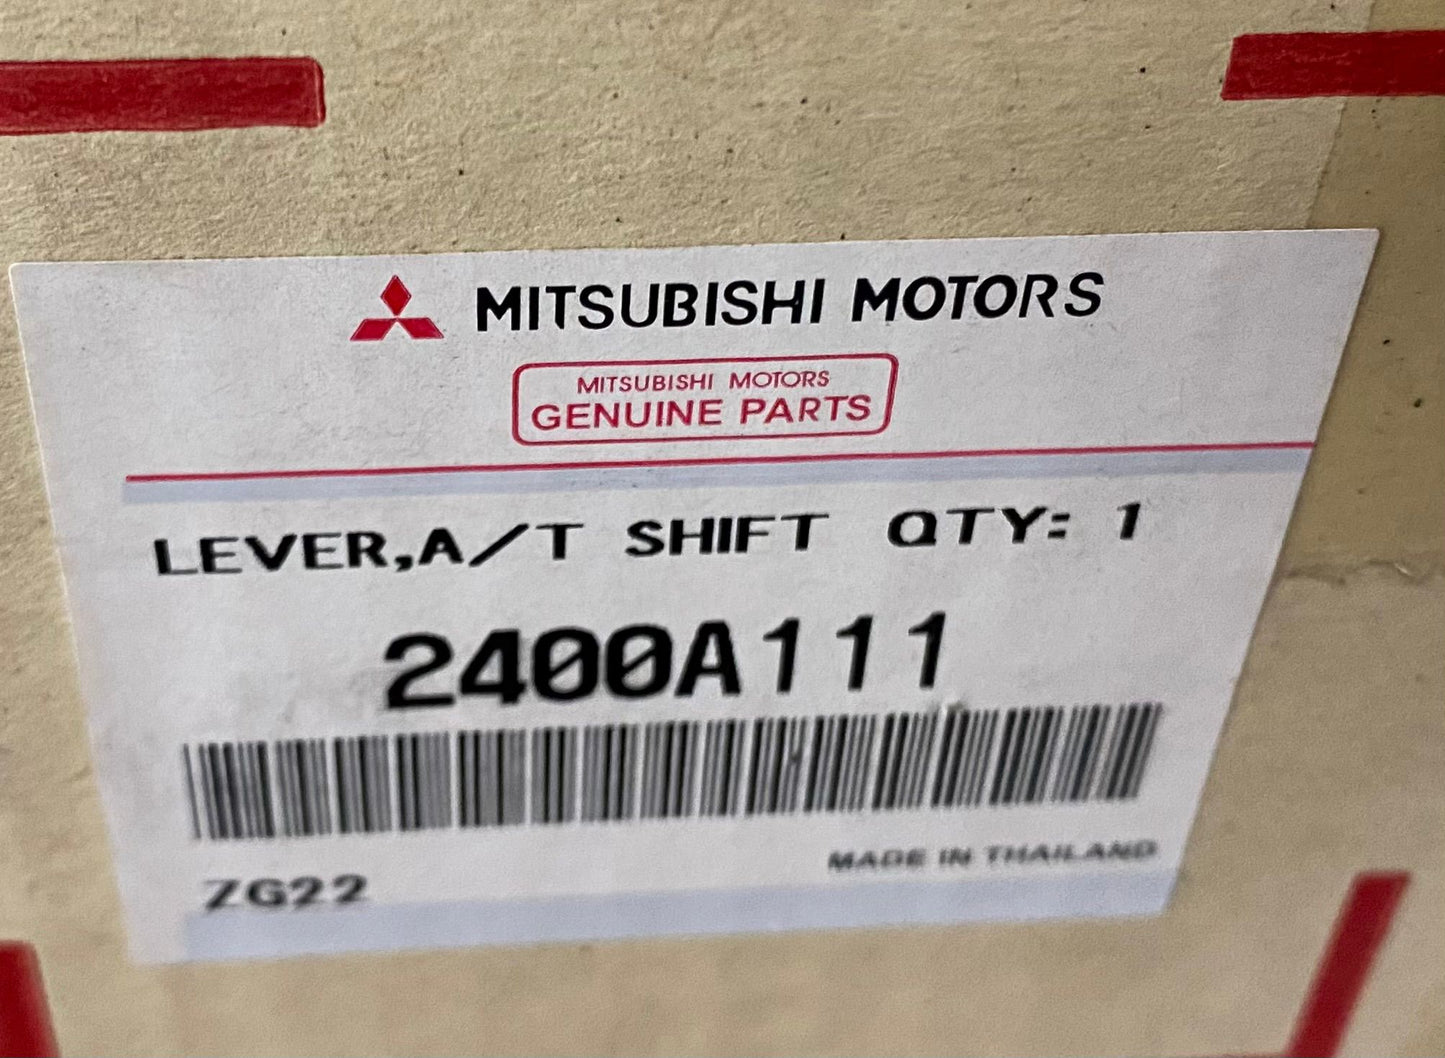 MITSUBISHI MOTORS
MITSUBISHI MOTORS
GENUINE PARTS
LEVER,A/T SHIFT QTY: 1
2400A111
MADE IN THAILAND
ZG22